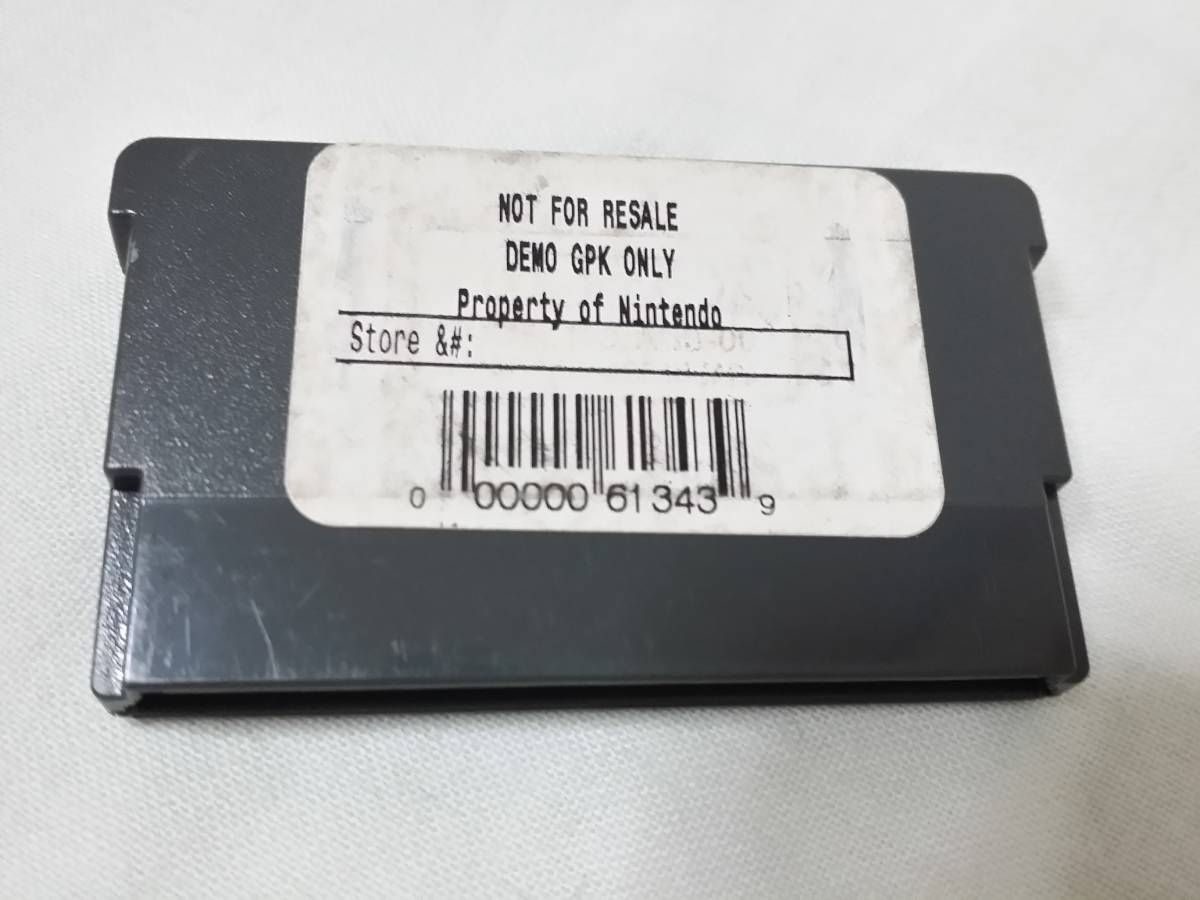 NOT FOR RESALE
DEMO GPK ONLY
Property of Nintendo
Store &#:
0 00000 61343 9